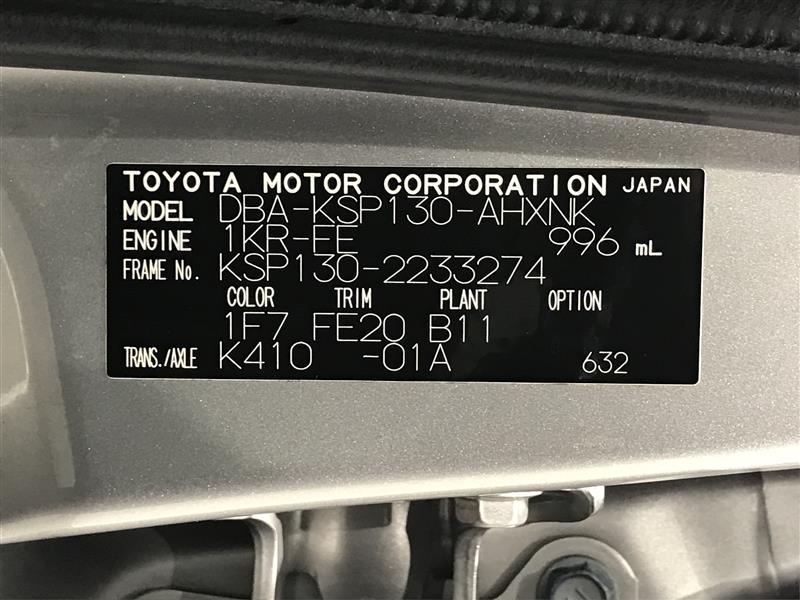 TOYOTA MOTOR CORPORATION JAPAN
MODEL DBA-KSP130-AHXNK
ENGINE 1KR-EE 996 mL
FRAME No. KSP130-2233274
COLOR TRIM PLANT OPTION
1F7 FE20 B11
TRANS./AXLE K410 -01A 632